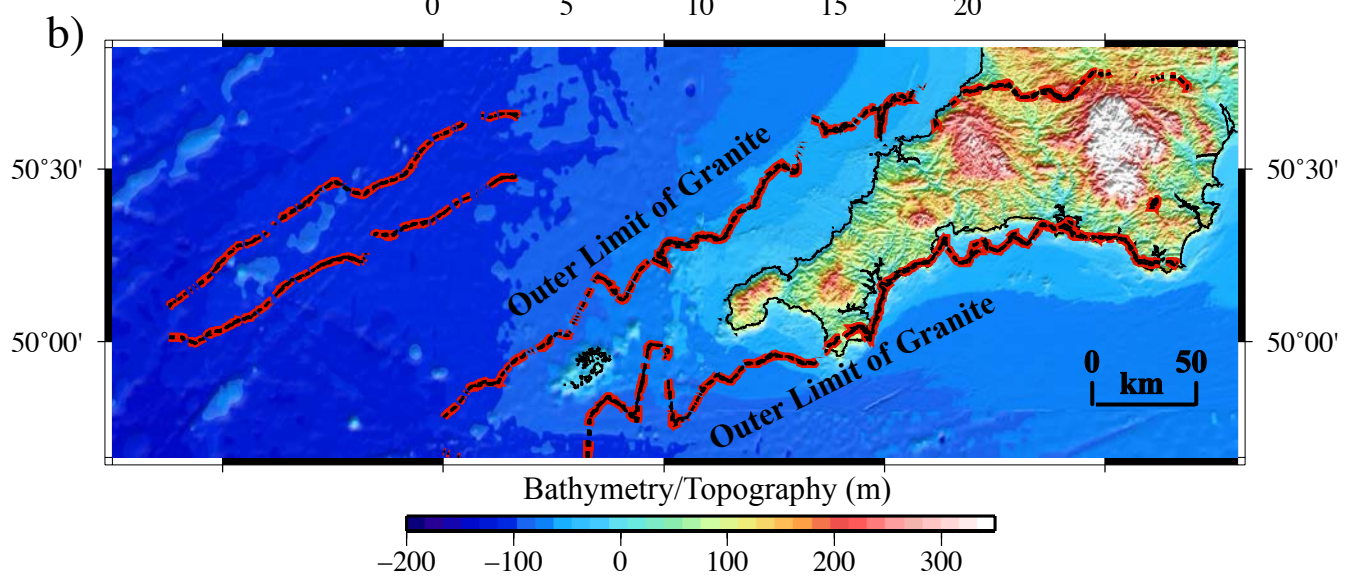 0 5 10 15 20
b)
Outer Limit of Granite
50°30' 50°30'
50°00' 50°00'
Outer Limit of Granite
0 50
km
Bathymetry/Topography (m)
−200 −100 0 100 200 300